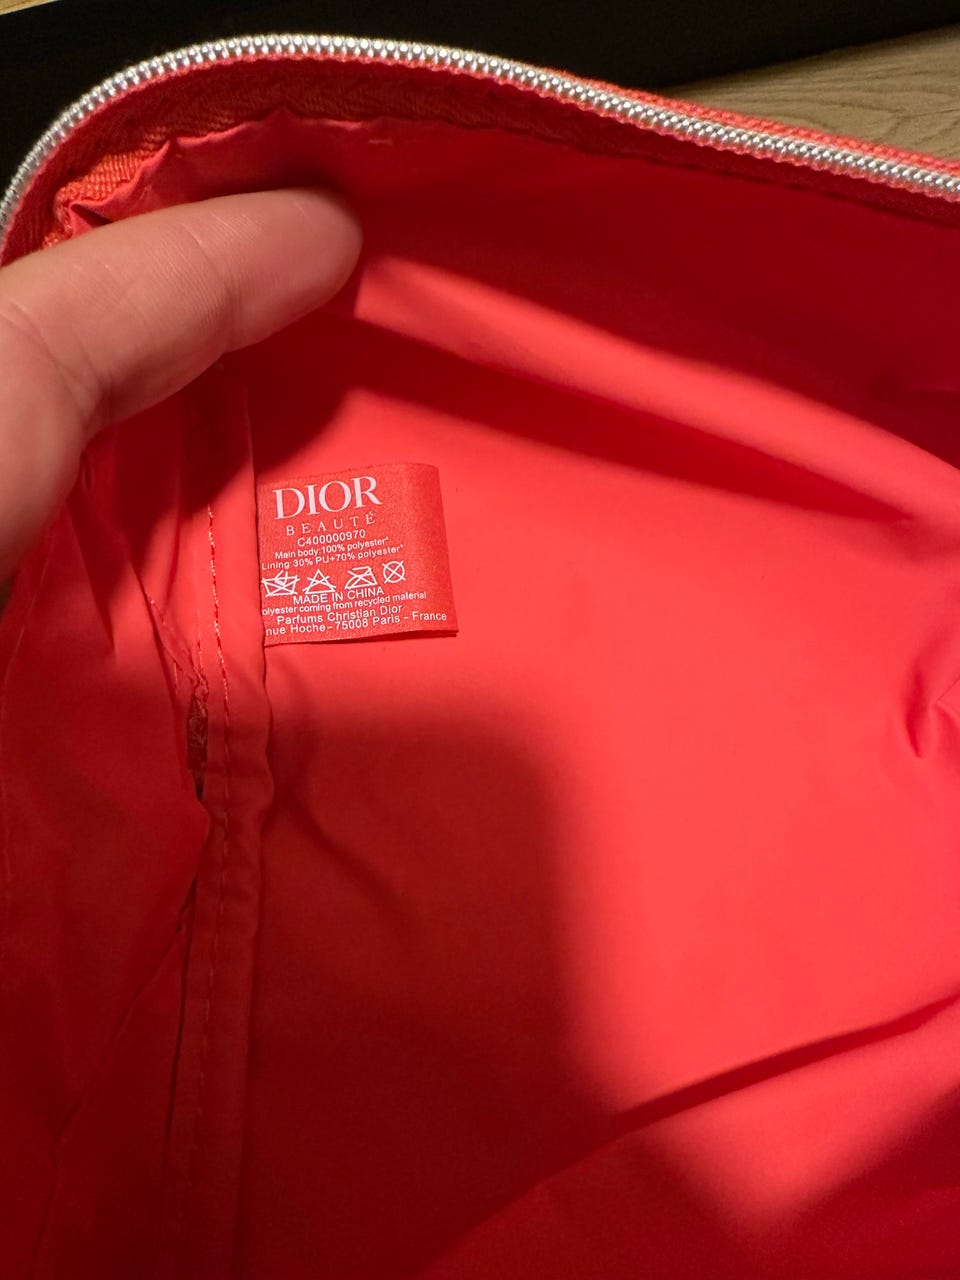 DIOR
BEAUTÉ
C400000970
Main body:100% polyester*
Lining 30% PU+70% polyester*
MADE IN CHINA
olyester coming from recycled material
Parfums Christian Dior
nue Hoche-75008 Paris - France